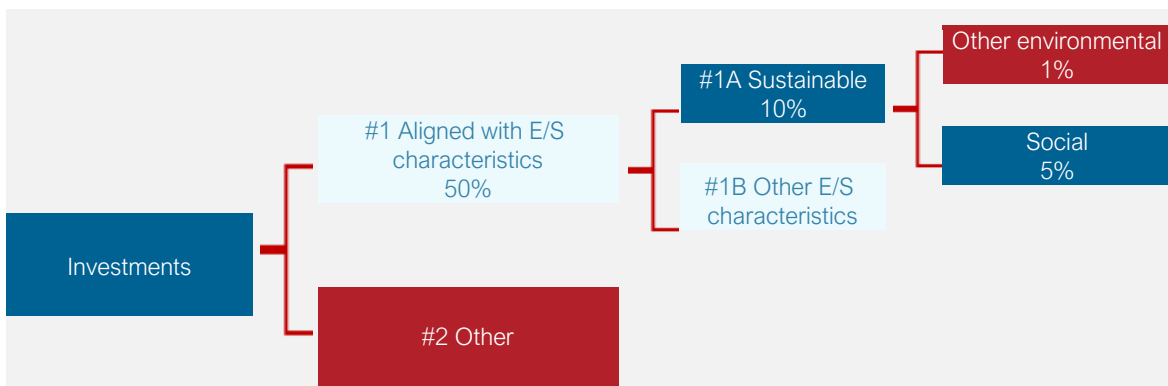 Investments
#1 Aligned with E/S
characteristics
50%
#2 Other
#1A Sustainable
10%
#1B Other E/S
characteristics
Other environmental
1%
Social
5%